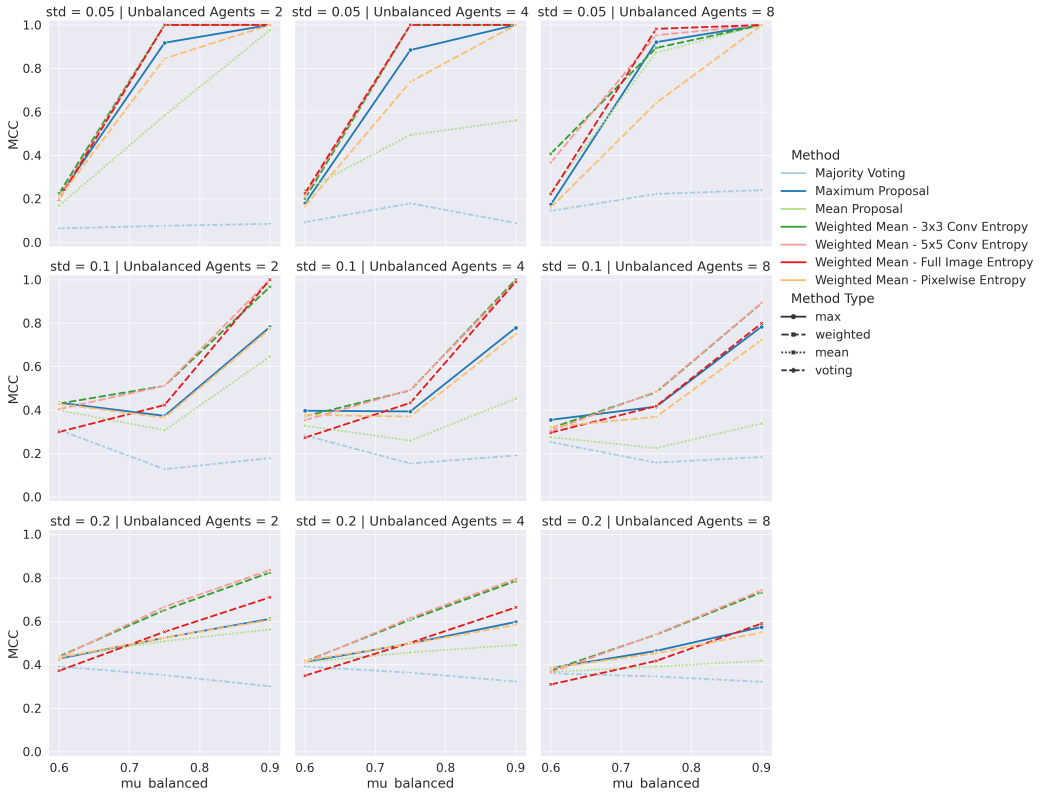 std = 0.05 | Unbalanced Agents = 2
std = 0.05 | Unbalanced Agents = 4
std = 0.05 | Unbalanced Agents = 8
1.0
0.8
0.6
0.4
0.2
0.0
MCC
std = 0.1 | Unbalanced Agents = 2
std = 0.1 | Unbalanced Agents = 4
std = 0.1 | Unbalanced Agents = 8
1.0
0.8
0.6
0.4
0.2
0.0
MCC
std = 0.2 | Unbalanced Agents = 2
std = 0.2 | Unbalanced Agents = 4
std = 0.2 | Unbalanced Agents = 8
1.0
0.8
0.6
0.4
0.2
0.0
MCC
0.6 0.7 0.8 0.9
mu_balanced
0.6 0.7 0.8 0.9
mu_balanced
0.6 0.7 0.8 0.9
mu_balanced
Method
Majority Voting
Maximum Proposal
Mean Proposal
Weighted Mean - 3x3 Conv Entropy
Weighted Mean - 5x5 Conv Entropy
Weighted Mean - Full Image Entropy
Weighted Mean - Pixelwise Entropy
Method Type
max
weighted
mean
voting